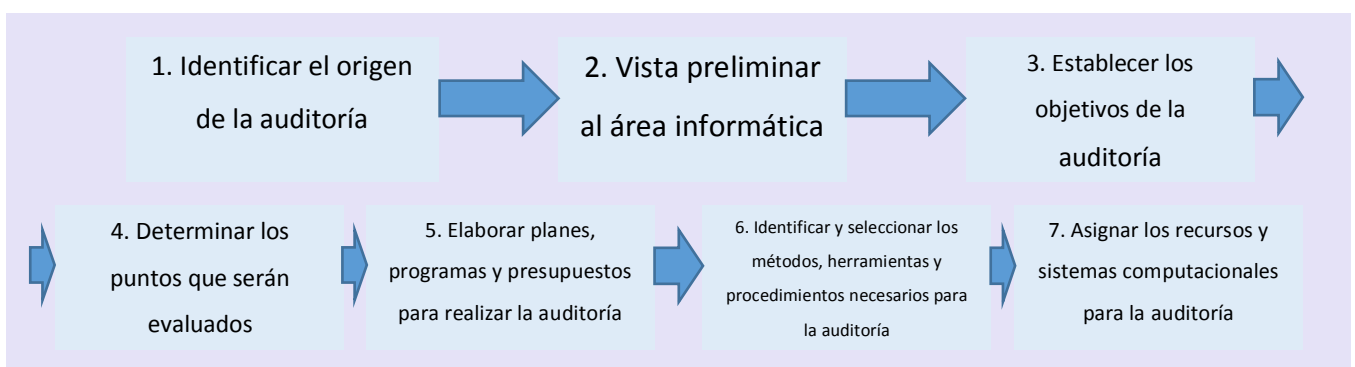 1. Identificar el origen
de la auditoría
2. Vista preliminar
al área informática
3. Establecer los
objetivos de la
auditoría
4. Determinar los
puntos que serán
evaluados
5. Elaborar planes,
programas y presupuestos
para realizar la auditoría
6. Identificar y seleccionar los
métodos, herramientas y
procedimientos necesarios para
la auditoría
7. Asignar los recursos y
sistemas computacionales
para la auditoría